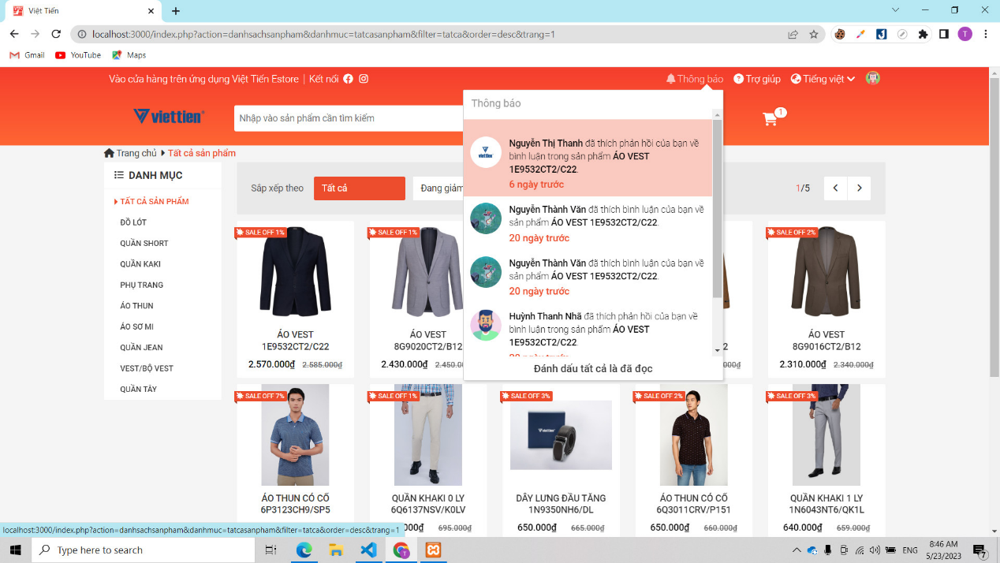 Việt Tiến
localhost:3000/index.php?action=danhsachsanpham&danhmuc=tatcasanpham&filter=tatca&order=desc&trang=1
T
Gmail YouTube Maps
Vào cửa hàng trên ứng dụng Việt Tiến Estore | Kết nối
Thông báo Trợ giúp Tiếng việt
viettien
Nhập vào sản phẩm cần tìm kiếm
1
Trang chủ Tất cả sản phẩm
DANH MỤC
TẤT CẢ SẢN PHẨM
ĐỒ LÓT
QUẦN SHORT
QUẦN KAKI
PHỤ TRANG
ÁO THUN
ÁO SƠ MI
QUẦN JEAN
VEST/BỘ VEST
QUẦN TÂY
Sắp xếp theo Tất cả Đang giảm
1/5
Thông báo
Nguyễn Thị Thanh đã thích phản hồi của bạn về
bình luận trong sản phẩm ÁO VEST
1E9532CT2/C22.
6 ngày trước
Nguyễn Thành Văn đã thích bình luận của bạn về
sản phẩm ÁO VEST 1E9532CT2/C22.
20 ngày trước
Nguyễn Thành Văn đã thích bình luận của bạn về
sản phẩm ÁO VEST 1E9532CT2/C22.
20 ngày trước
Huỳnh Thanh Nhã đã thích phản hồi của bạn về
bình luận trong sản phẩm ÁO VEST
1E9532CT2/C22.
Đánh dấu tất cả là đã đọc
SALE OFF 1%
ÁO VEST
1E9532CT2/C22
2.570.000₫ 2.585.000₫
SALE OFF 1%
ÁO VEST
8G9020CT2/B12
2.430.000₫ 2.450.00
SALE OFF 2%
ÁO VEST
8G9016CT2/B12
2.310.000₫ 2.340.000₫
SALE OFF 7%
ÁO THUN CÓ CỔ
6P3123CH9/SP5
SALE OFF 1%
QUẦN KHAKI 0 LY
6Q6137NSV/K0LV
000₫ 695.000₫
SALE OFF 3%
viettien
DÂY LƯNG ĐẦU TĂNG
1N9350NH6/DL
650.000₫ 665.000₫
SALE OFF 2%
ÁO THUN CÓ CỔ
6Q3011CRV/P151
650.000₫ 660.000₫
SALE OFF 3%
QUẦN KHAKI 1 LY
1N6043NT6/QK1L
640.000₫ 659.000₫
localhost:3000/index.php?action=danhsachsanpham&danhmuc=tatcasanpham&filter=tatca&order=desc&trang=1
Type here to search
ENG
8:46 AM
5/23/2023
7